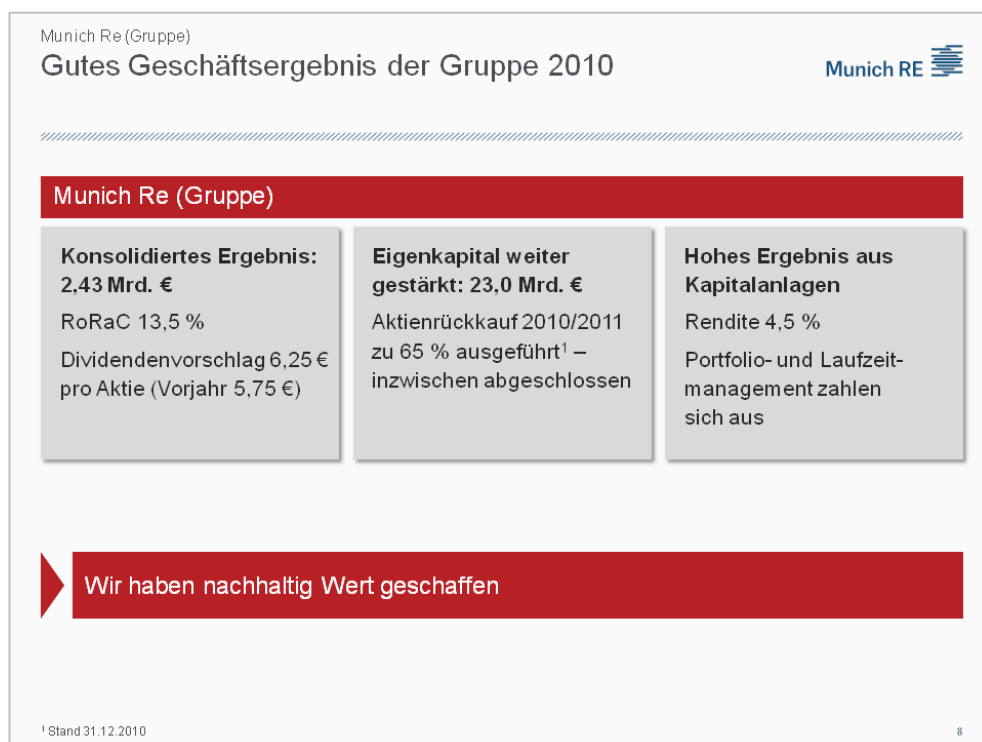 Munich Re (Gruppe)
Gutes Geschäftsergebnis der Gruppe 2010
Munich RE
Munich Re (Gruppe)
Konsolidiertes Ergebnis:
2,43 Mrd. €
RoRaC 13,5 %
Dividendenvorschlag 6,25 €
pro Aktie (Vorjahr 5,75 €)
Eigenkapital weiter
gestärkt: 23,0 Mrd. €
Aktienrückkauf 2010/2011
zu 65 % ausgeführt¹ –
inzwischen abgeschlossen
Hohes Ergebnis aus
Kapitalanlagen
Rendite 4,5 %
Portfolio- und Laufzeit-
management zahlen
sich aus
Wir haben nachhaltig Wert geschaffen
¹ Stand 31.12.2010
8